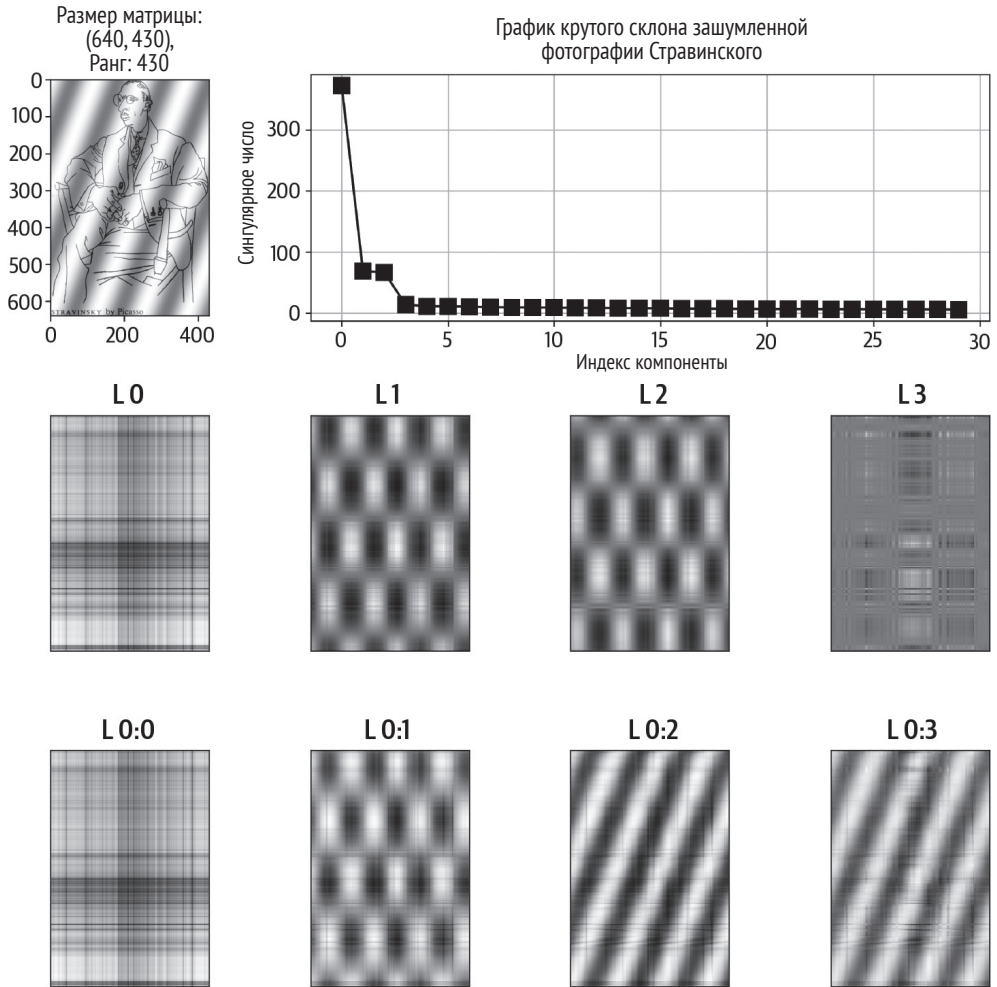 Размер матрицы:
(640, 430),
Ранг: 430
0
100
200
300
400
500
600
0 200 400
STRAVINSKY by Picasso
График крутого склона зашумленной
фотографии Стравинского
Сингулярное число
300
200
100
0
0 5 10 15 20 25 30
Индекс компоненты
L 0 L 1 L 2 L 3
L 0:0 L 0:1 L 0:2 L 0:3